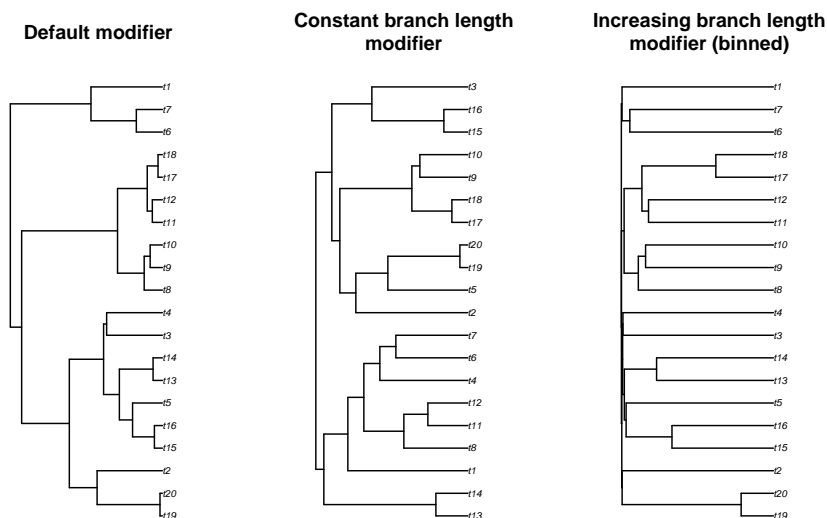 Default modifier
Constant branch length
modifier
Increasing branch length
modifier (binned)
t1
t7
t6
t18
t17
t12
t11
t10
t9
t8
t4
t3
t14
t13
t5
t16
t15
t2
t20
t19
t3
t16
t15
t10
t9
t18
t17
t20
t19
t5
t2
t7
t6
t4
t12
t11
t8
t1
t14
t13
t1
t7
t6
t18
t17
t12
t11
t10
t9
t8
t4
t3
t14
t13
t5
t16
t15
t2
t20
t19